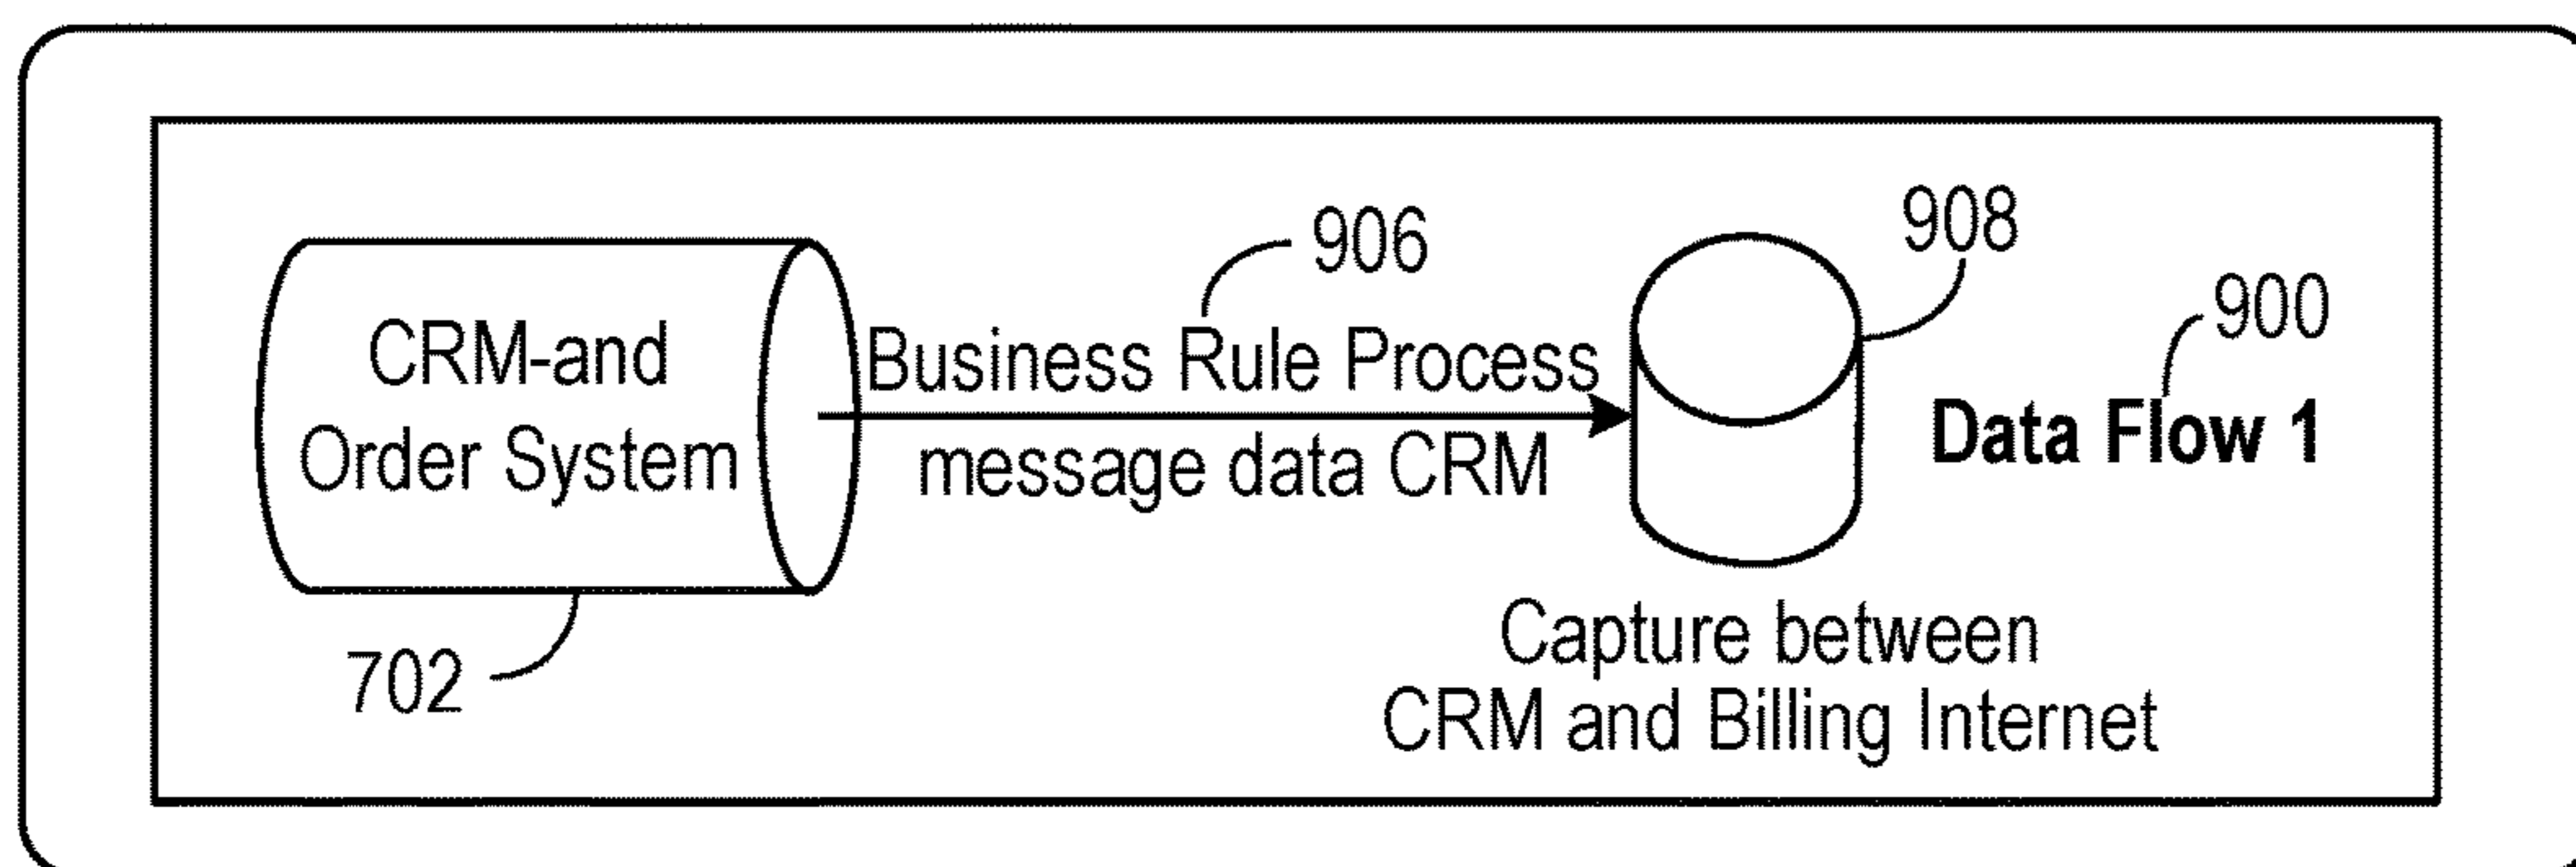 906
908
900
CRM-and
Order System
Business Rule Process
message data CRM
Data Flow 1
702
Capture between
CRM and Billing Internet